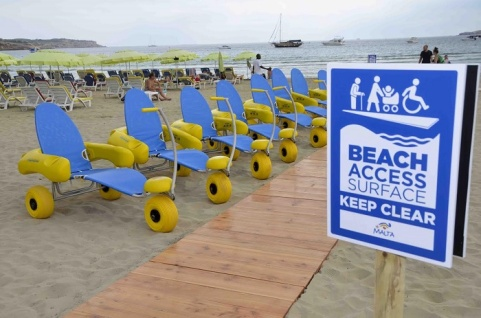 BEACH
ACCESS
SURFACE
KEEP CLEAR
MALTA